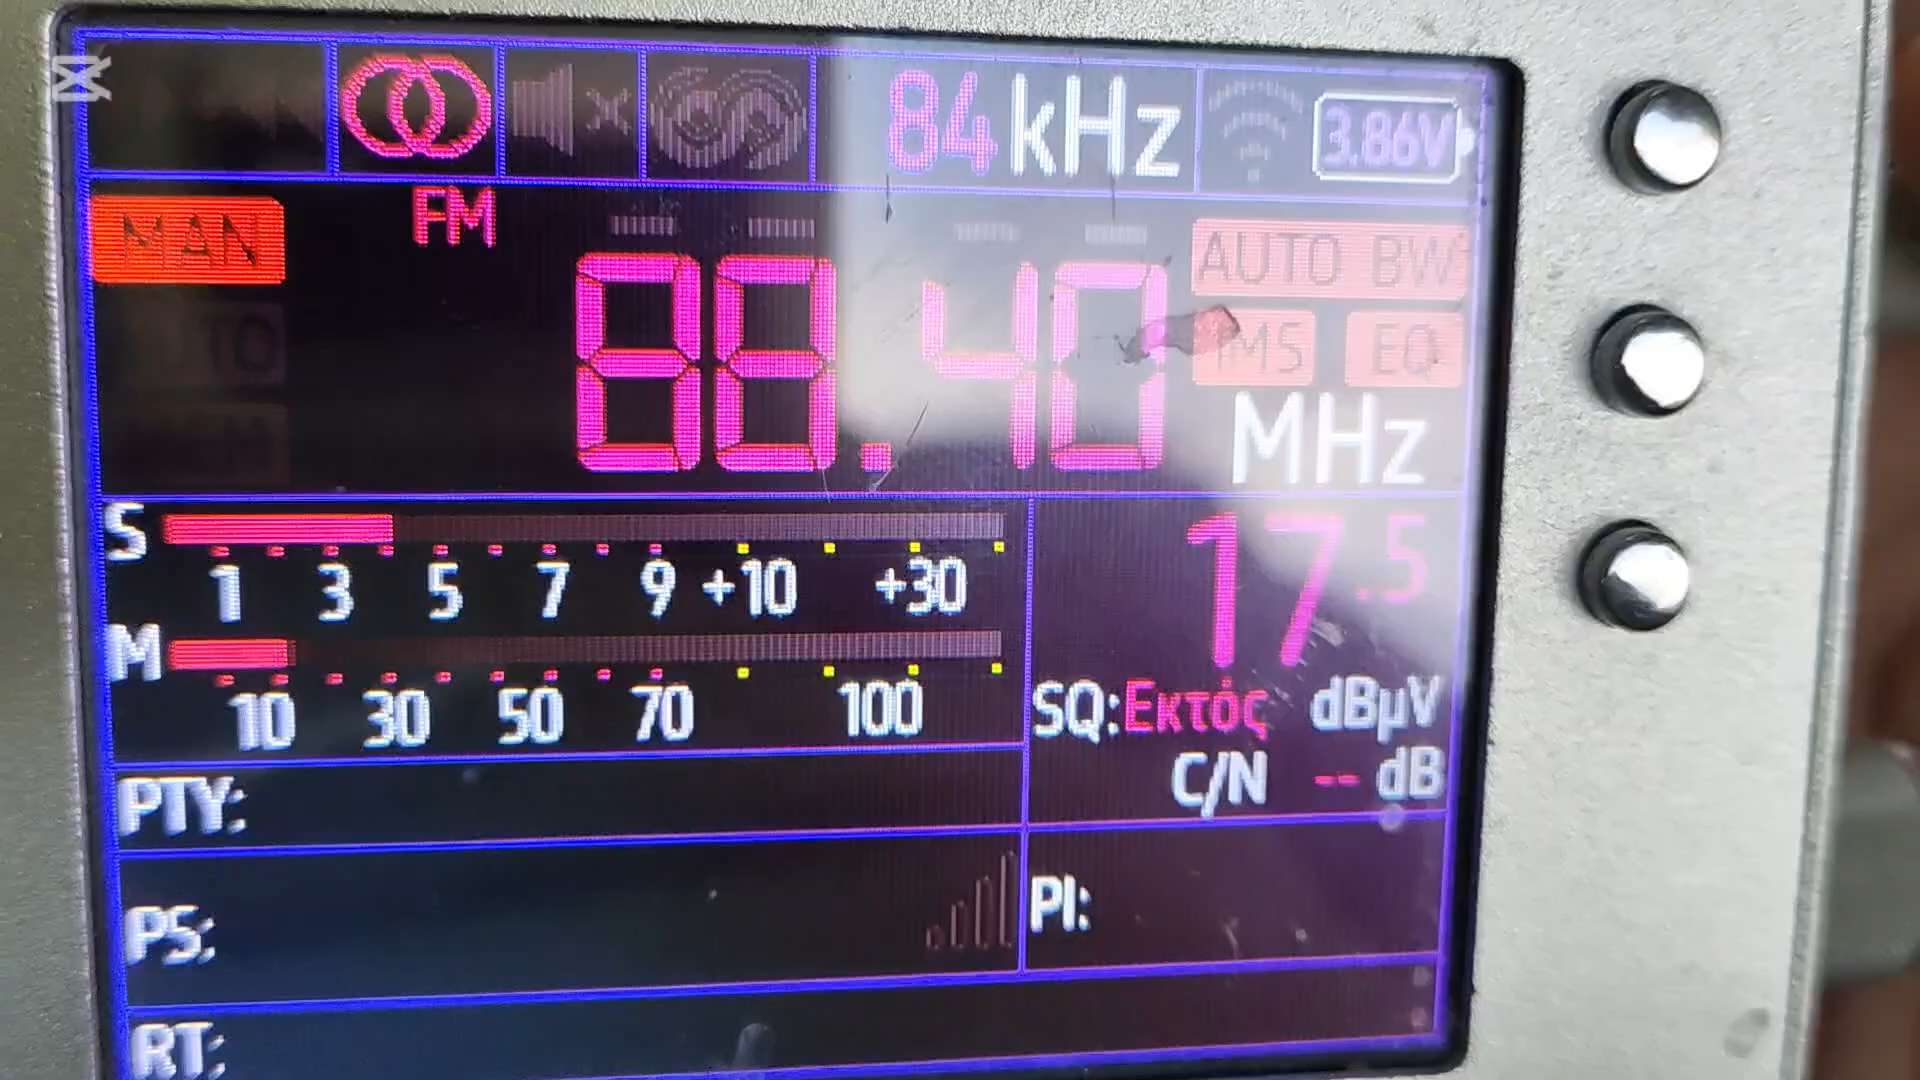 84 kHz 3.86V
MAN FM AUTO BW
88.40 iMS EQ
MHz
S
1 3 5 7 9 +10 +30
17.5
M
10 30 50 70 100
SQ:Εκτός dBµV
C/N -- dB
PTY:
PS:
PI:
RT: